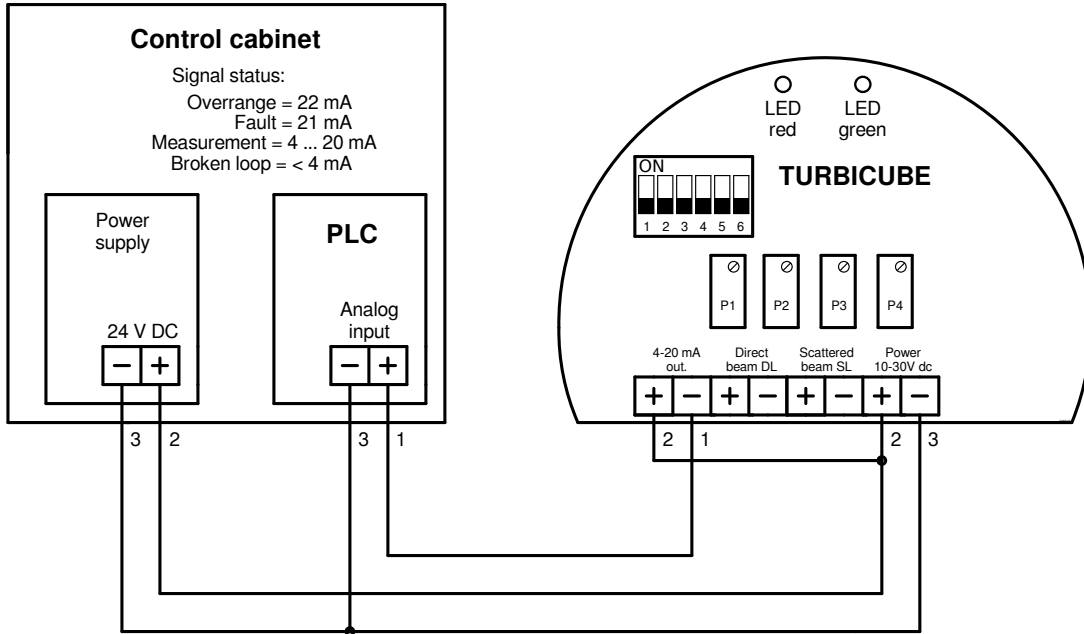 Control cabinet
Signal status:
Overrange = 22 mA
Fault = 21 mA
Measurement = 4 ... 20 mA
Broken loop = < 4 mA
Power
supply
24 V DC
− +
PLC
Analog
input
− +
3 2
3 1
LED
red
LED
green
TURBICUBE
ON
1 2 3 4 5 6
P1 P2 P3 P4
4-20 mA
out.
Direct
beam DL
Scattered
beam SL
Power
10-30V dc
+ − + − + − + −
2 1 2 3